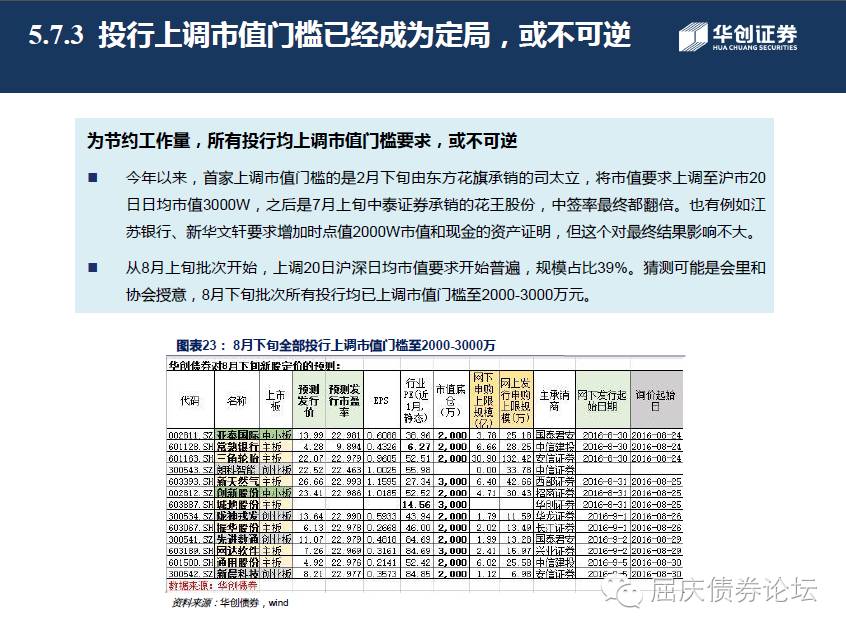 5.7.3 投行上调市值门槛已经成为定局，或不可逆
华创证券
HUA CHUANG SECURITIES
为节约工作量，所有投行均上调市值门槛要求，或不可逆
■ 今年以来，首家上调市值门槛的是2月下旬由东方花旗承销的司太立，将市值要求上调至沪市20
日日均市值3000W，之后是7月上旬中泰证券承销的花王股份，中签率最终都翻倍。也有例如江
苏银行、新华文轩要求增加时点值2000W市值和现金的资产证明，但这个对最终结果影响不大。
■ 从8月上旬批次开始，上调20日沪深日均市值要求开始普遍，规模占比39%。猜测可能是会里和
协会授意，8月下旬批次所有投行均已上调市值门槛至2000-3000万元。
图表23： 8月下旬全部投行上调市值门槛至2000-3000万
华创债券对8月下旬新股定价的预测:
代码 名称 上市板 预测发行价 预测发行市盈率 EPS 行业PE(近1月,静态) 市值底仓(万) 网下申购上限规模(亿) 网上发行申购上限规模(万) 主承销商 网下发行起始日期 询价起始日
002811.SZ 亚泰国际 中小板 13.99 22.981 0.6088 38.96 2,000 3.78 25.18 国泰君安 2016-8-30 2016-08-24
601128.SH 常熟银行 主板 4.28 9.894 0.4326 6.27 2,000 6.66 28.25 中信建投 2016-8-30 2016-08-24
601163.SH 三角轮胎 主板 22.07 22.979 0.9605 52.51 2,000 30.90 132.42 安信证券 2016-8-30 2016-08-24
300543.SZ 朗科智能 创业板 22.52 22.463 1.0025 55.98 0.00 33.78 中信证券
603393.SH 新天然气 主板 26.66 22.993 1.1595 27.34 3,000 6.40 42.66 西部证券 2016-8-31 2016-08-25
002812.SZ 创新股份 中小板 23.41 22.986 1.0185 52.52 2,000 4.71 30.43 招商证券 2016-8-31 2016-08-25
603887.SH 城地股份 主板 14.56 3,000 华创证券 2016-8-31 2016-08-25
300534.SZ 陇神戎发 创业板 13.64 22.990 0.5933 43.94 2,000 1.79 11.59 华龙证券 2016-9-1 2016-08-26
603067.SH 振华股份 主板 6.13 22.978 0.2668 46.00 2,000 2.02 13.49 长江证券 2016-9-1 2016-08-26
300541.SZ 先进数通 创业板 11.07 22.979 0.4818 64.69 2,000 1.99 13.28 国泰君安 2016-9-2 2016-08-29
603189.SH 网达软件 主板 7.26 22.969 0.3161 84.69 3,000 2.41 15.97 兴业证券 2016-9-2 2016-08-29
601500.SH 通用股份 主板 4.92 22.976 0.2141 52.42 2,000 6.02 25.58 中信建投 2016-9-5 2016-08-30
300542.SZ 新晨科技 创业板 8.21 22.977 0.3573 84.85 2,000 1.12 6.98 安信证券 2016-9-5 2016-08-30
数据来源：华创债券
资料来源：华创债券，wind
屈庆债券论坛